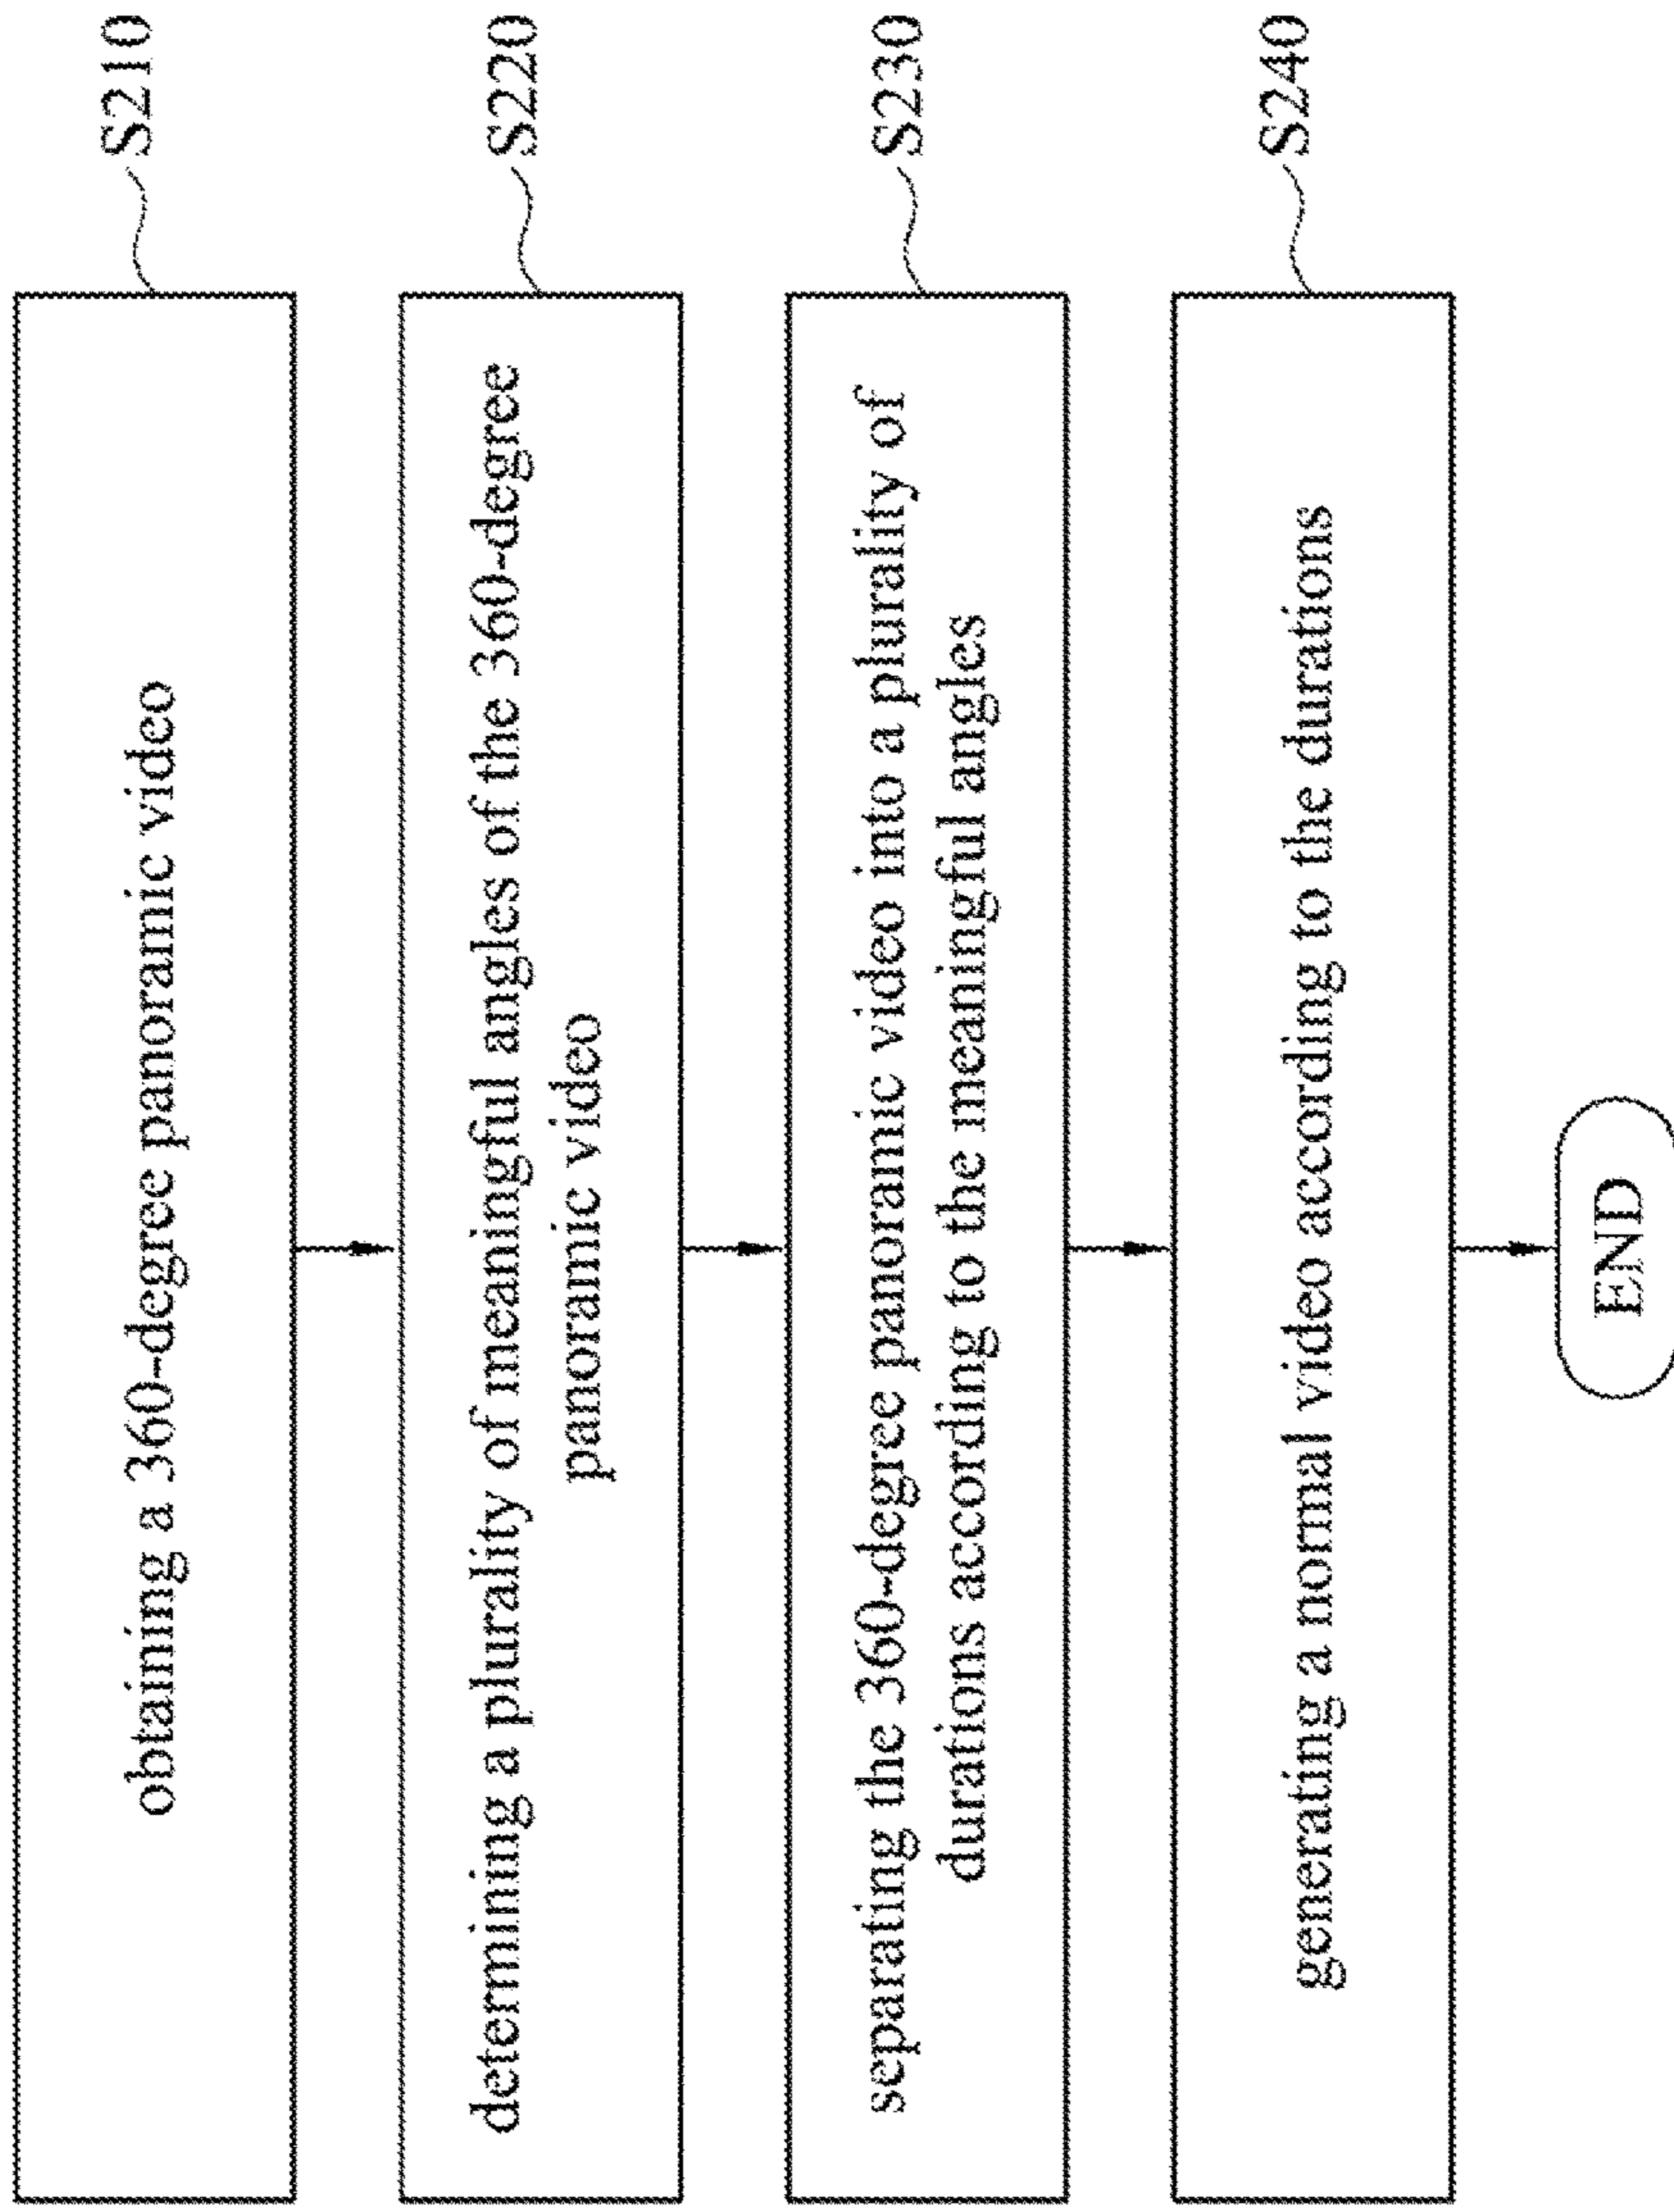 obtaining a 360-degree panoramic video
S210
determining a plurality of meaningful angles of the 360-degree
panoramic video
S220
separating the 360-degree panoramic video into a plurality of
durations according to the meaningful angles
S230
generating a normal video according to the durations
S240
END